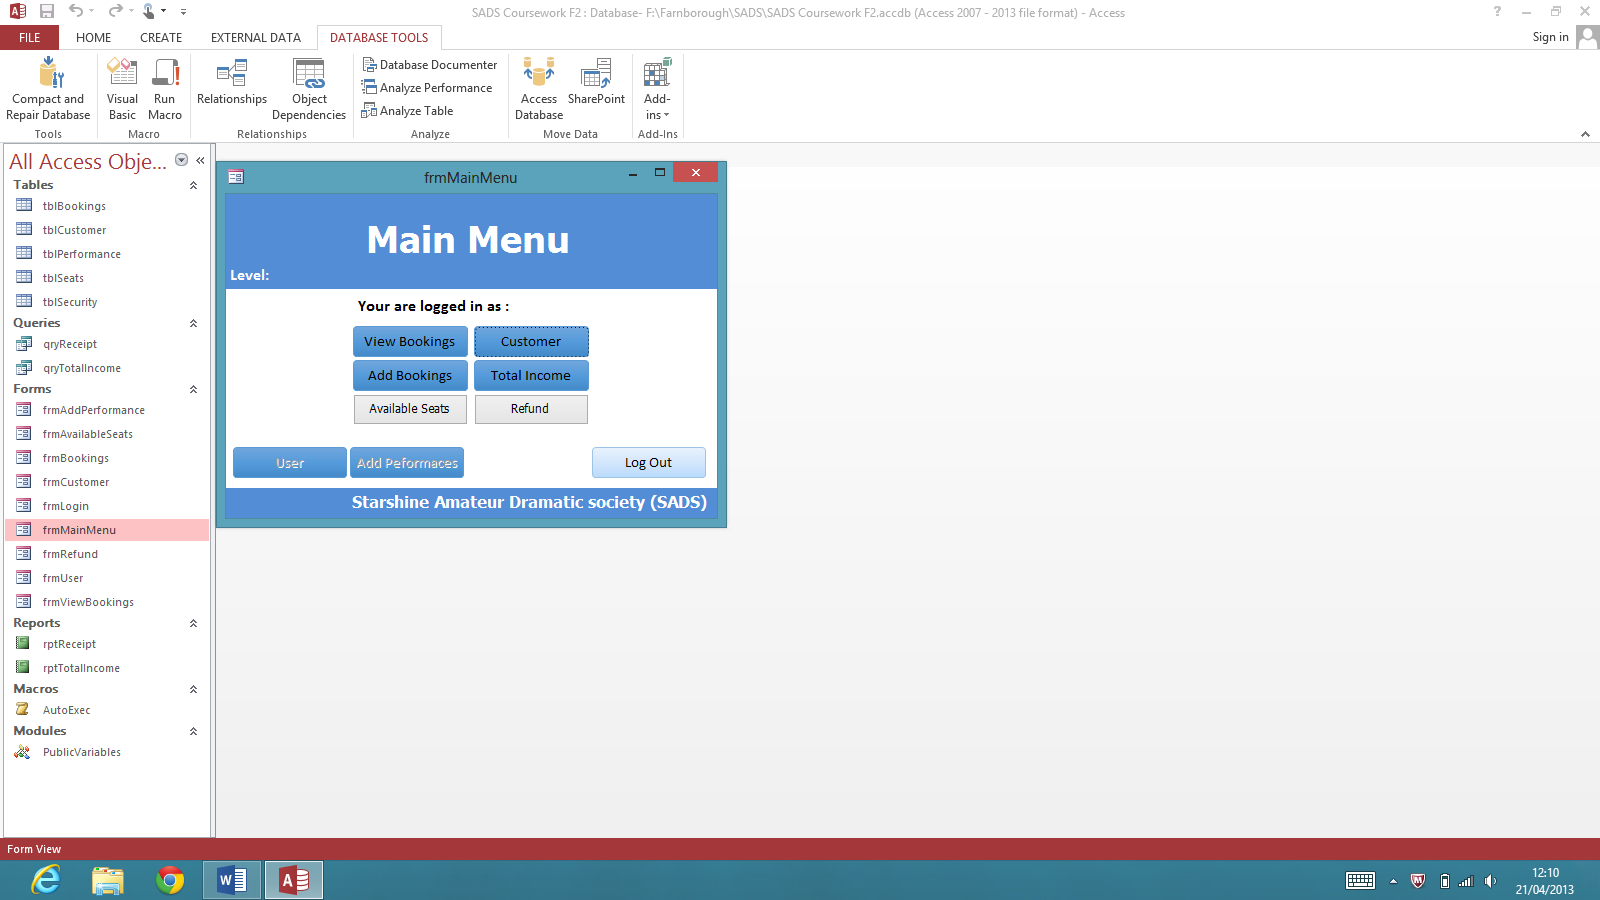 SADS Coursework F2 : Database- F:\Farnborough\SADS\SADS Coursework F2.accdb (Access 2007 - 2013 file format) - Access
FILE HOME CREATE EXTERNAL DATA DATABASE TOOLS Sign in
Compact and
Repair Database
Visual
Basic
Run
Macro
Relationships
Object
Dependencies
Database Documenter
Analyze Performance
Analyze Table
Access
Database
SharePoint
Add-
ins
Tools Macro Relationships Analyze Move Data Add-Ins
All Access Obje...
Tables
tblBookings
tblCustomer
tblPerformance
tblSeats
tblSecurity
Queries
qryReceipt
qryTotalIncome
Forms
frmAddPerformance
frmAvailableSeats
frmBookings
frmCustomer
frmLogin
frmMainMenu
frmRefund
frmUser
frmViewBookings
Reports
rptReceipt
rptTotalIncome
Macros
AutoExec
Modules
PublicVariables
frmMainMenu
Main Menu
Level:
Your are logged in as :
View Bookings Customer
Add Bookings Total Income
Available Seats Refund
User Add Peformaces Log Out
Starshine Amateur Dramatic society (SADS)
Form View
12:10
21/04/2013